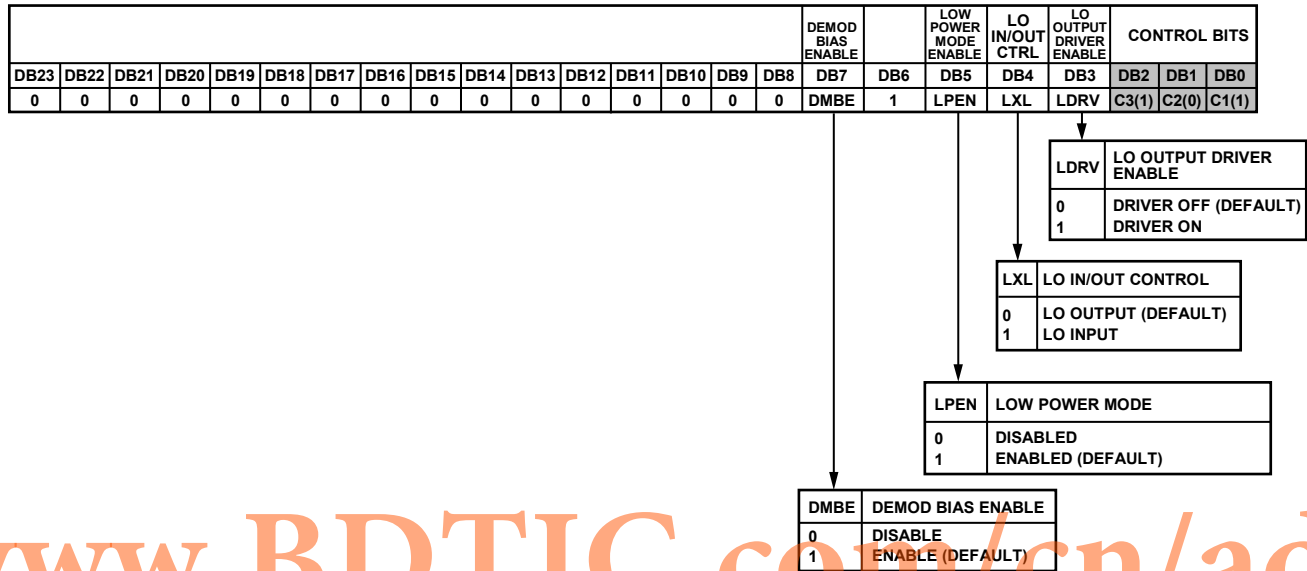 DEMOD BIAS ENABLE
LOW POWER MODE ENABLE
LO IN/OUT CTRL
LO OUTPUT DRIVER ENABLE
CONTROL BITS
DB23 DB22 DB21 DB20 DB19 DB18 DB17 DB16 DB15 DB14 DB13 DB12 DB11 DB10 DB9 DB8 DB7 DB6 DB5 DB4 DB3 DB2 DB1 DB0
0 0 0 0 0 0 0 0 0 0 0 0 0 0 0 0 DMBE 1 LPEN LXL LDRV C3(1) C2(0) C1(1)
LDRV LO OUTPUT DRIVER
ENABLE
0 DRIVER OFF (DEFAULT)
1 DRIVER ON
LXL LO IN/OUT CONTROL
0 LO OUTPUT (DEFAULT)
1 LO INPUT
LPEN LOW POWER MODE
0 DISABLED
1 ENABLED (DEFAULT)
DMBE DEMOD BIAS ENABLE
0 DISABLE
1 ENABLE (DEFAULT)
www.BDTIC.com/cn/ad